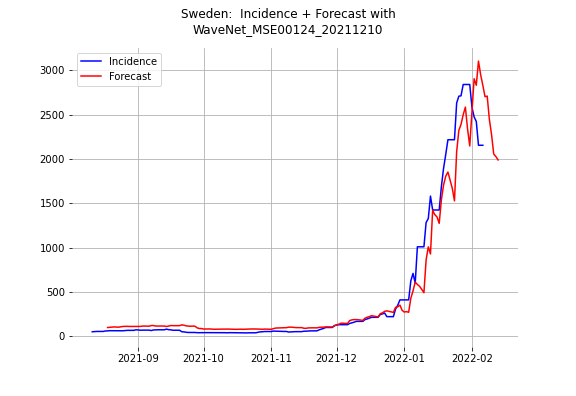 Sweden:  Incidence + Forecast with
WaveNet_MSE00124_20211210
Incidence
Forecast
3000
2500
2000
1500
1000
500
0
2021-09 2021-10 2021-11 2021-12 2022-01 2022-02